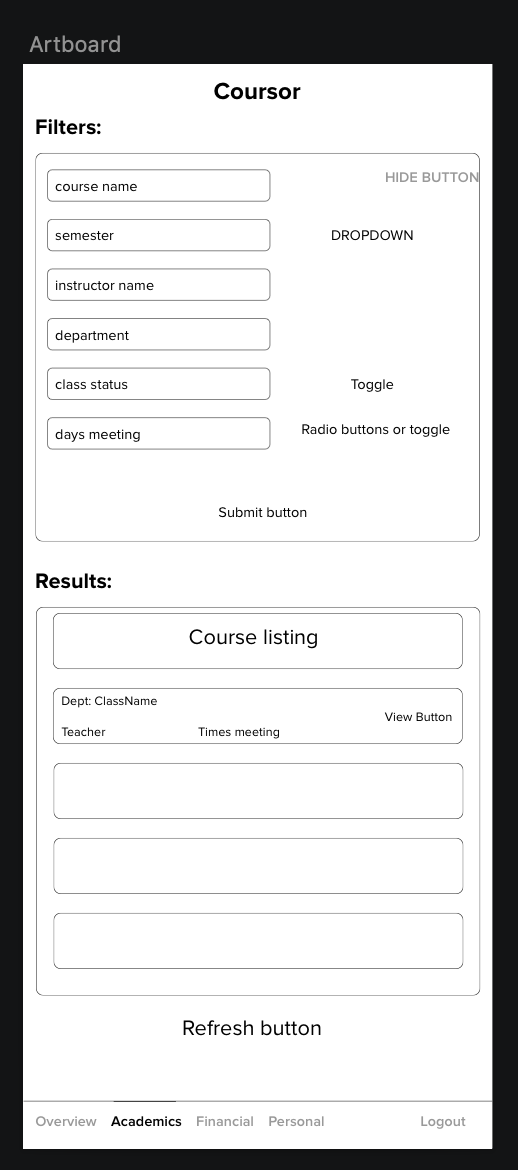 Artboard
Coursor
Filters:
HIDE BUTTON
course name
semester DROPDOWN
instructor name
department
class status Toggle
days meeting Radio buttons or toggle
Submit button
Results:
Course listing
Dept: ClassName
View Button
Teacher Times meeting
Refresh button
Overview Academics Financial Personal Logout